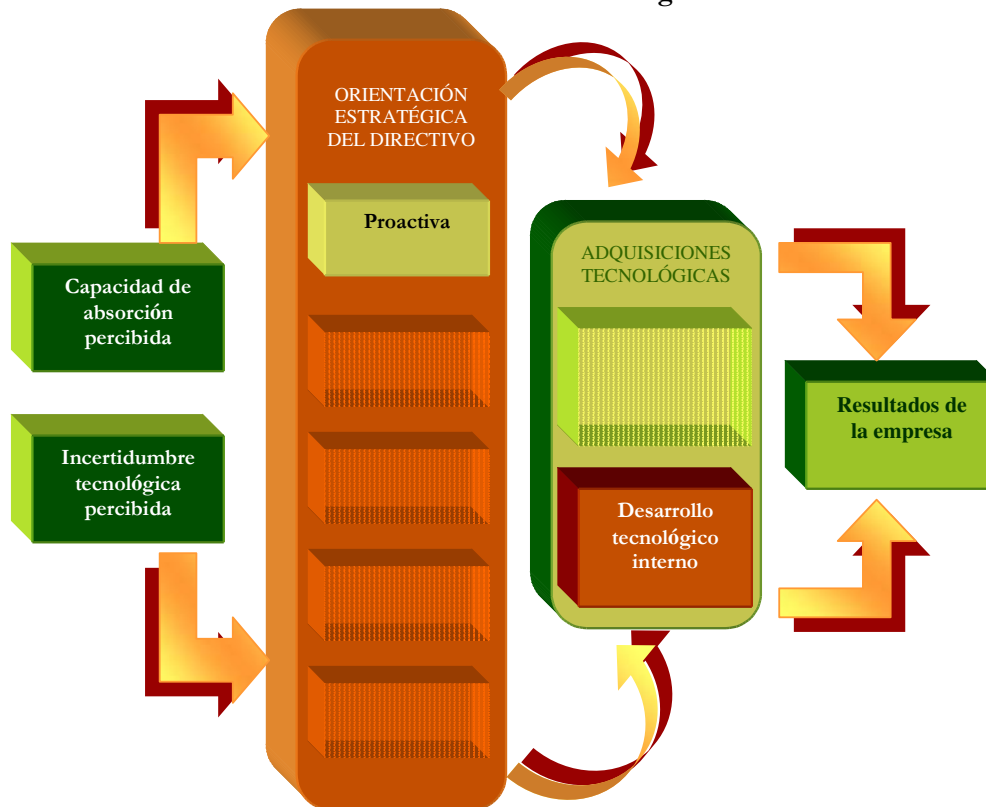 ORIENTACIÓN
ESTRATÉGICA
DEL DIRECTIVO
Proactiva
Capacidad de
absorción
percibida
Incertidumbre
tecnológica
percibida
ADQUISICIONES
TECNOLÓGICAS
Desarrollo
tecnológico
interno
Resultados de
la empresa